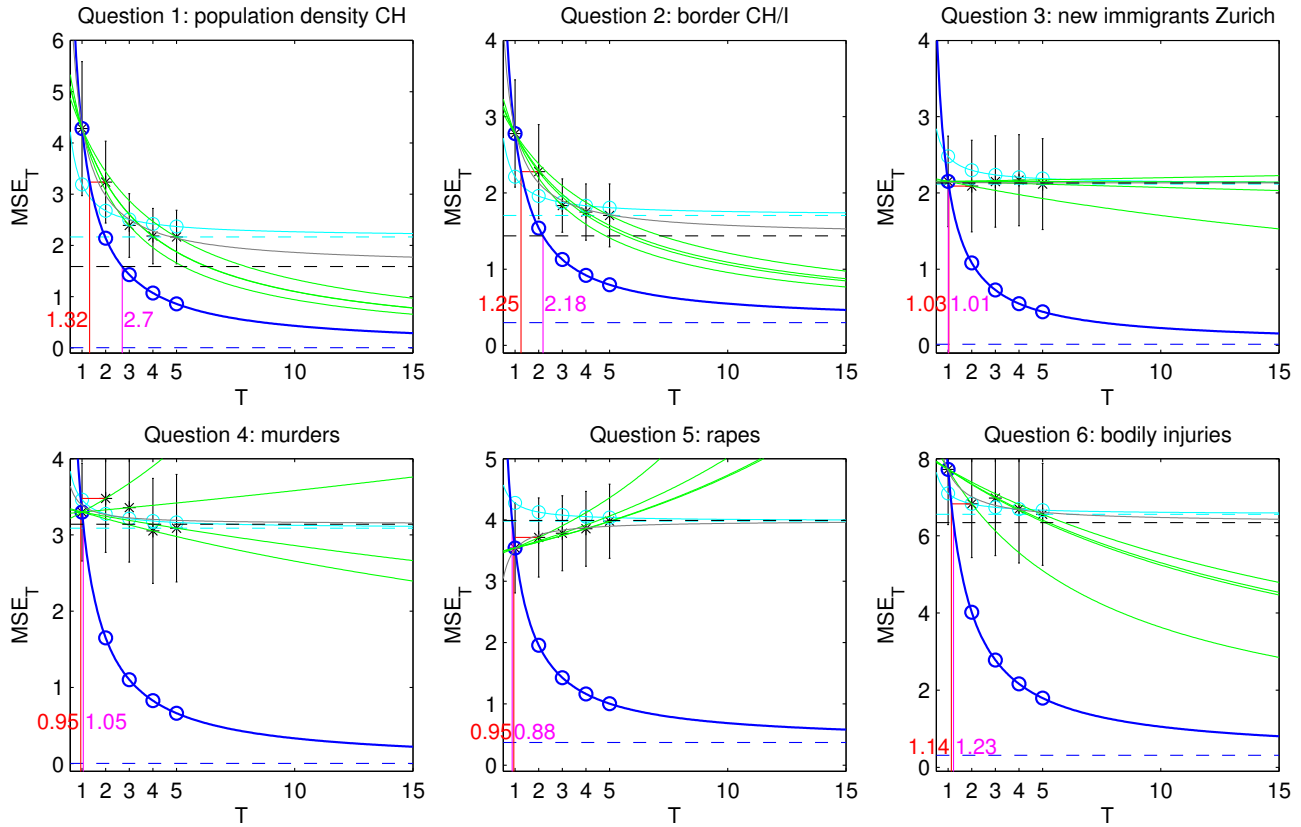 Question 1: population density CH
6
5
4
3
2
1
0
MSE_T
1.32
2.7
1 2 3 4 5 10 15
T
Question 2: border CH/I
4
3
2
1
0
MSE_T
1.25
2.18
1 2 3 4 5 10 15
T
Question 3: new immigrants Zurich
4
3
2
1
0
MSE_T
1.03
1.01
1 2 3 4 5 10 15
T
Question 4: murders
4
3
2
1
0
MSE_T
0.95
1.05
1 2 3 4 5 10 15
T
Question 5: rapes
5
4
3
2
1
0
MSE_T
0.95
0.88
1 2 3 4 5 10 15
T
Question 6: bodily injuries
8
6
4
2
0
MSE_T
1.14
1.23
1 2 3 4 5 10 15
T